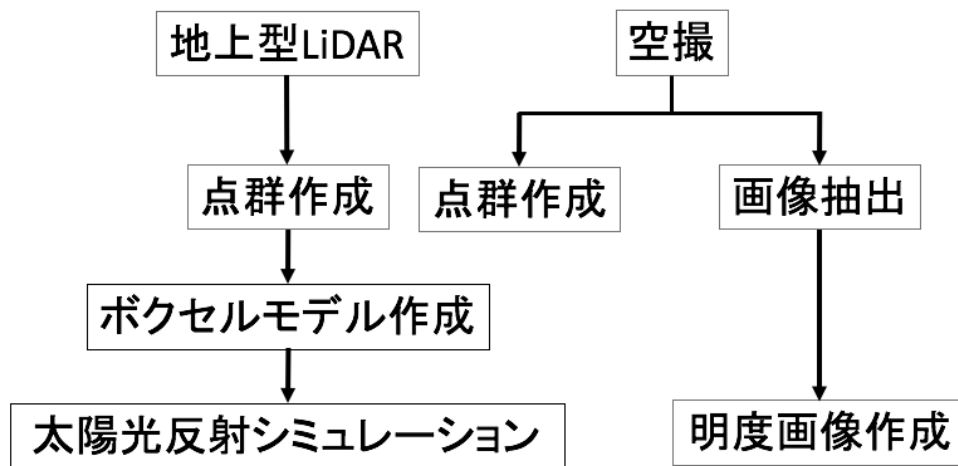 地上型LiDAR
空撮
点群作成
点群作成
画像抽出
ボクセルモデル作成
太陽光反射シミュレーション
明度画像作成